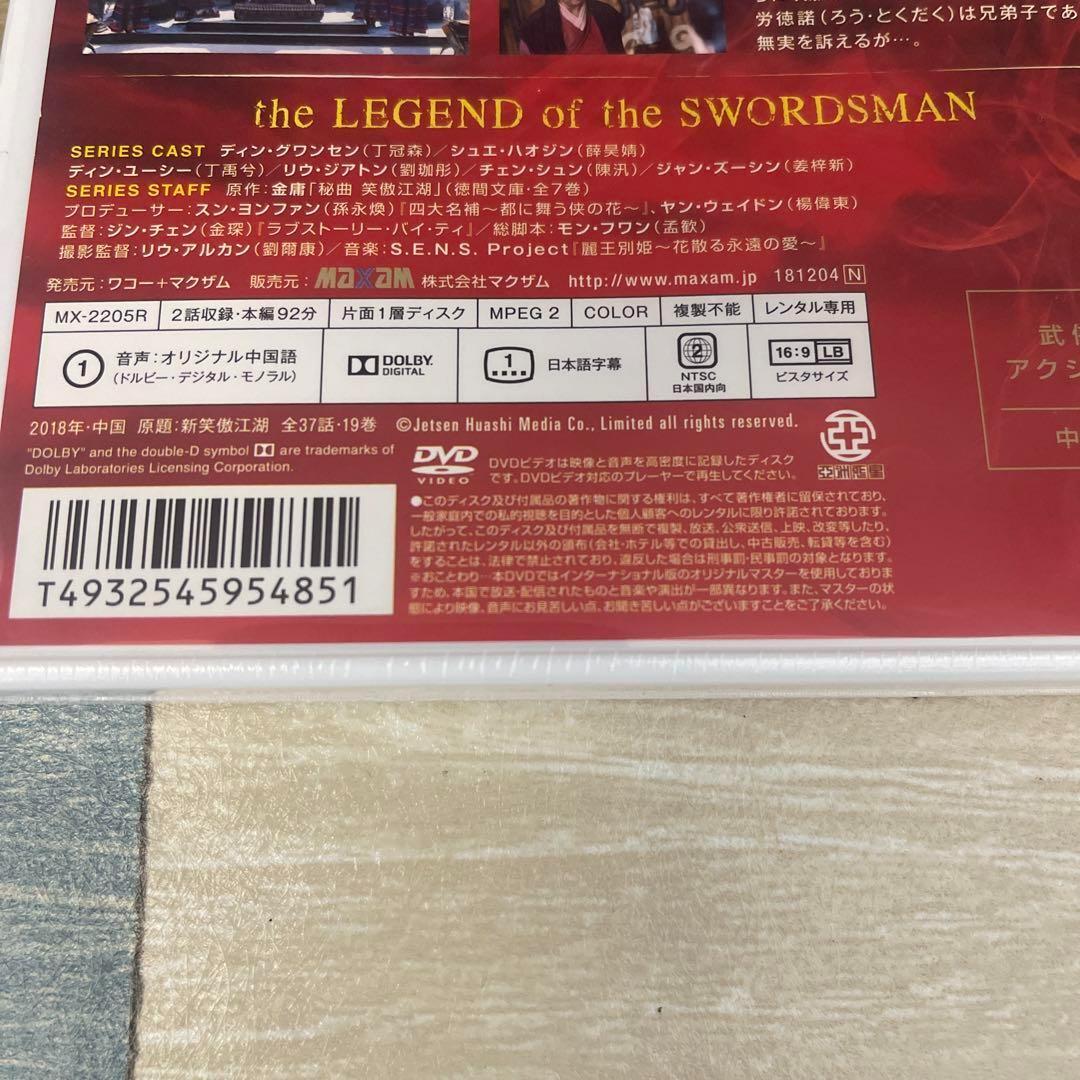 労徳諾(ろう・とくだく)は兄弟子であ
無実を訴えるが…。
the LEGEND of the SWORDSMAN
SERIES CAST ディン・グワンセン(丁冠森)／シュエ・ハオジン(薛昊婧)
ディン・ユーシー(丁禹兮)／リウ・ジアトン(劉珈彤)／チェン・シュン(陳汛)／ジャン・ズーシン(姜梓新)
SERIES STAFF 原作:金庸「秘曲 笑傲江湖」(徳間文庫・全7巻)
プロデューサー:スン・ヨンファン(孫永煥)『四大名捕～都に舞う侠の花～』、ヤン・ウェイドン(楊偉東)
監督:ジン・チェン(金琛)『ラブストーリー・バイ・ティ』／総脚本:モン・フワン(孟歓)
撮影監督:リウ・アルカン(劉爾康)／音楽:S.E.N.S. Project『麗王別姫～花散る永遠の愛～』
発売元:ワコー+マクザム 販売元: MAXAM 株式会社マクザム http://www.maxam.jp 181204 N
MX-2205R 2話収録・本編92分 片面1層ディスク MPEG 2 COLOR 複製不能 レンタル専用
1 音声:オリジナル中国語 (ドルビー・デジタル・モノラル) DOLBY. DIGITAL 1 日本語字幕 2 NTSC 日本国内向 16:9 LB ビスタサイズ
2018年・中国 原題:新笑傲江湖 全37話・19巻 ©Jetsen Huashi Media Co., Limited all rights reserved.
"DOLBY" and the double-D symbol are trademarks of
Dolby Laboratories Licensing Corporation.
DVD VIDEO
DVDビデオは映像と音声を高密度に記録したディスク
です。DVDビデオ対応のプレーヤーで再生してください。
亞洲恒星
●このディスク及び付属品の著作物に関する権利は、すべて著作権者に留保されており、
一般家庭内での私的視聴を目的とした個人顧客へのレンタルに限り許諾されております。
したがって、このディスク及び付属品を無断で複製、放送、公衆送信、上映、改変等したり、
許諾されたレンタル以外の頒布(会社・ホテル等での貸出し、中古販売、転貸等を含む)
をすることは、法律で禁止されており、違反した場合は刑事罰・民事罰の対象となります。
※おことわり…本DVDではインターナショナル版のオリジナルマスターを使用しておりま
すため、本国で放送・配信されたものと音楽や演出が一部異なります。また、マスターの状
態により映像、音声にお見苦しい点、お聞き苦しい点がございますことをご了承ください。
T4932545954851
武
アクシ
中